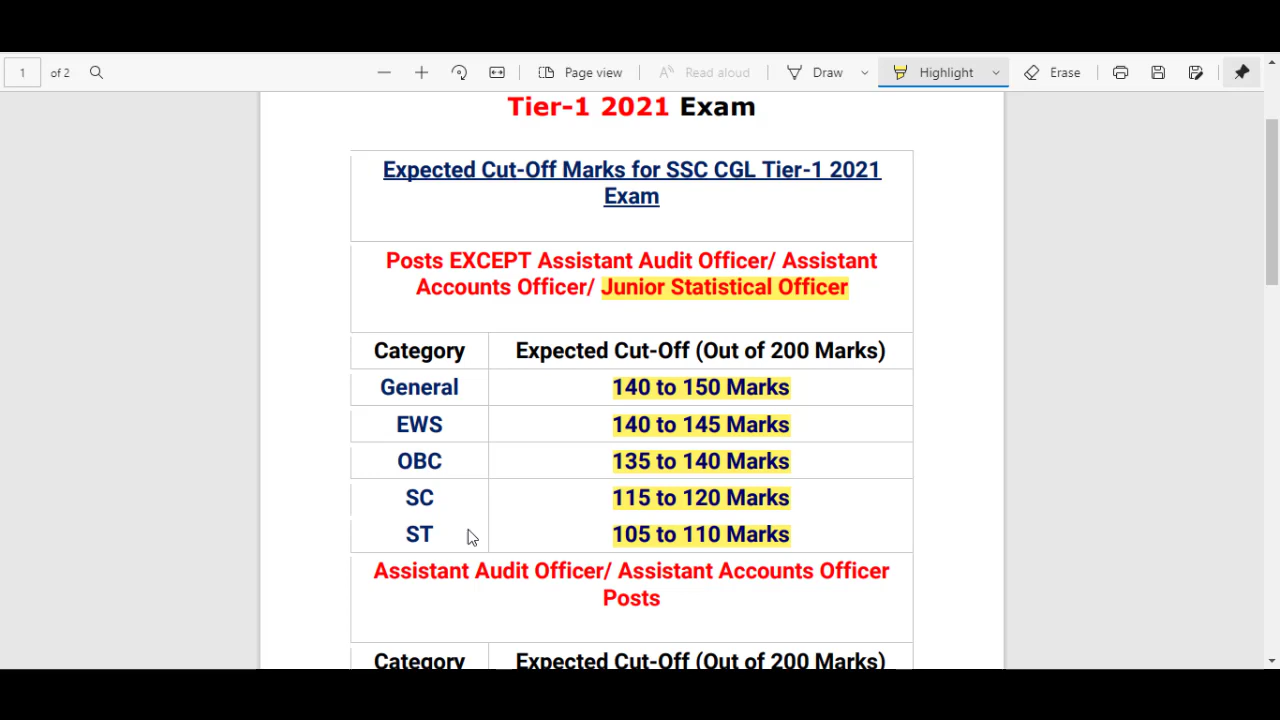 1 of 2 Page view Read aloud Draw Highlight Erase
Tier-1 2021 Exam
Expected Cut-Off Marks for SSC CGL Tier-1 2021
Exam
Posts EXCEPT Assistant Audit Officer/ Assistant
Accounts Officer/ Junior Statistical Officer
Category Expected Cut-Off (Out of 200 Marks)
General 140 to 150 Marks
EWS 140 to 145 Marks
OBC 135 to 140 Marks
SC 115 to 120 Marks
ST 105 to 110 Marks
Assistant Audit Officer/ Assistant Accounts Officer
Posts
Category Expected Cut-Off (Out of 200 Marks)